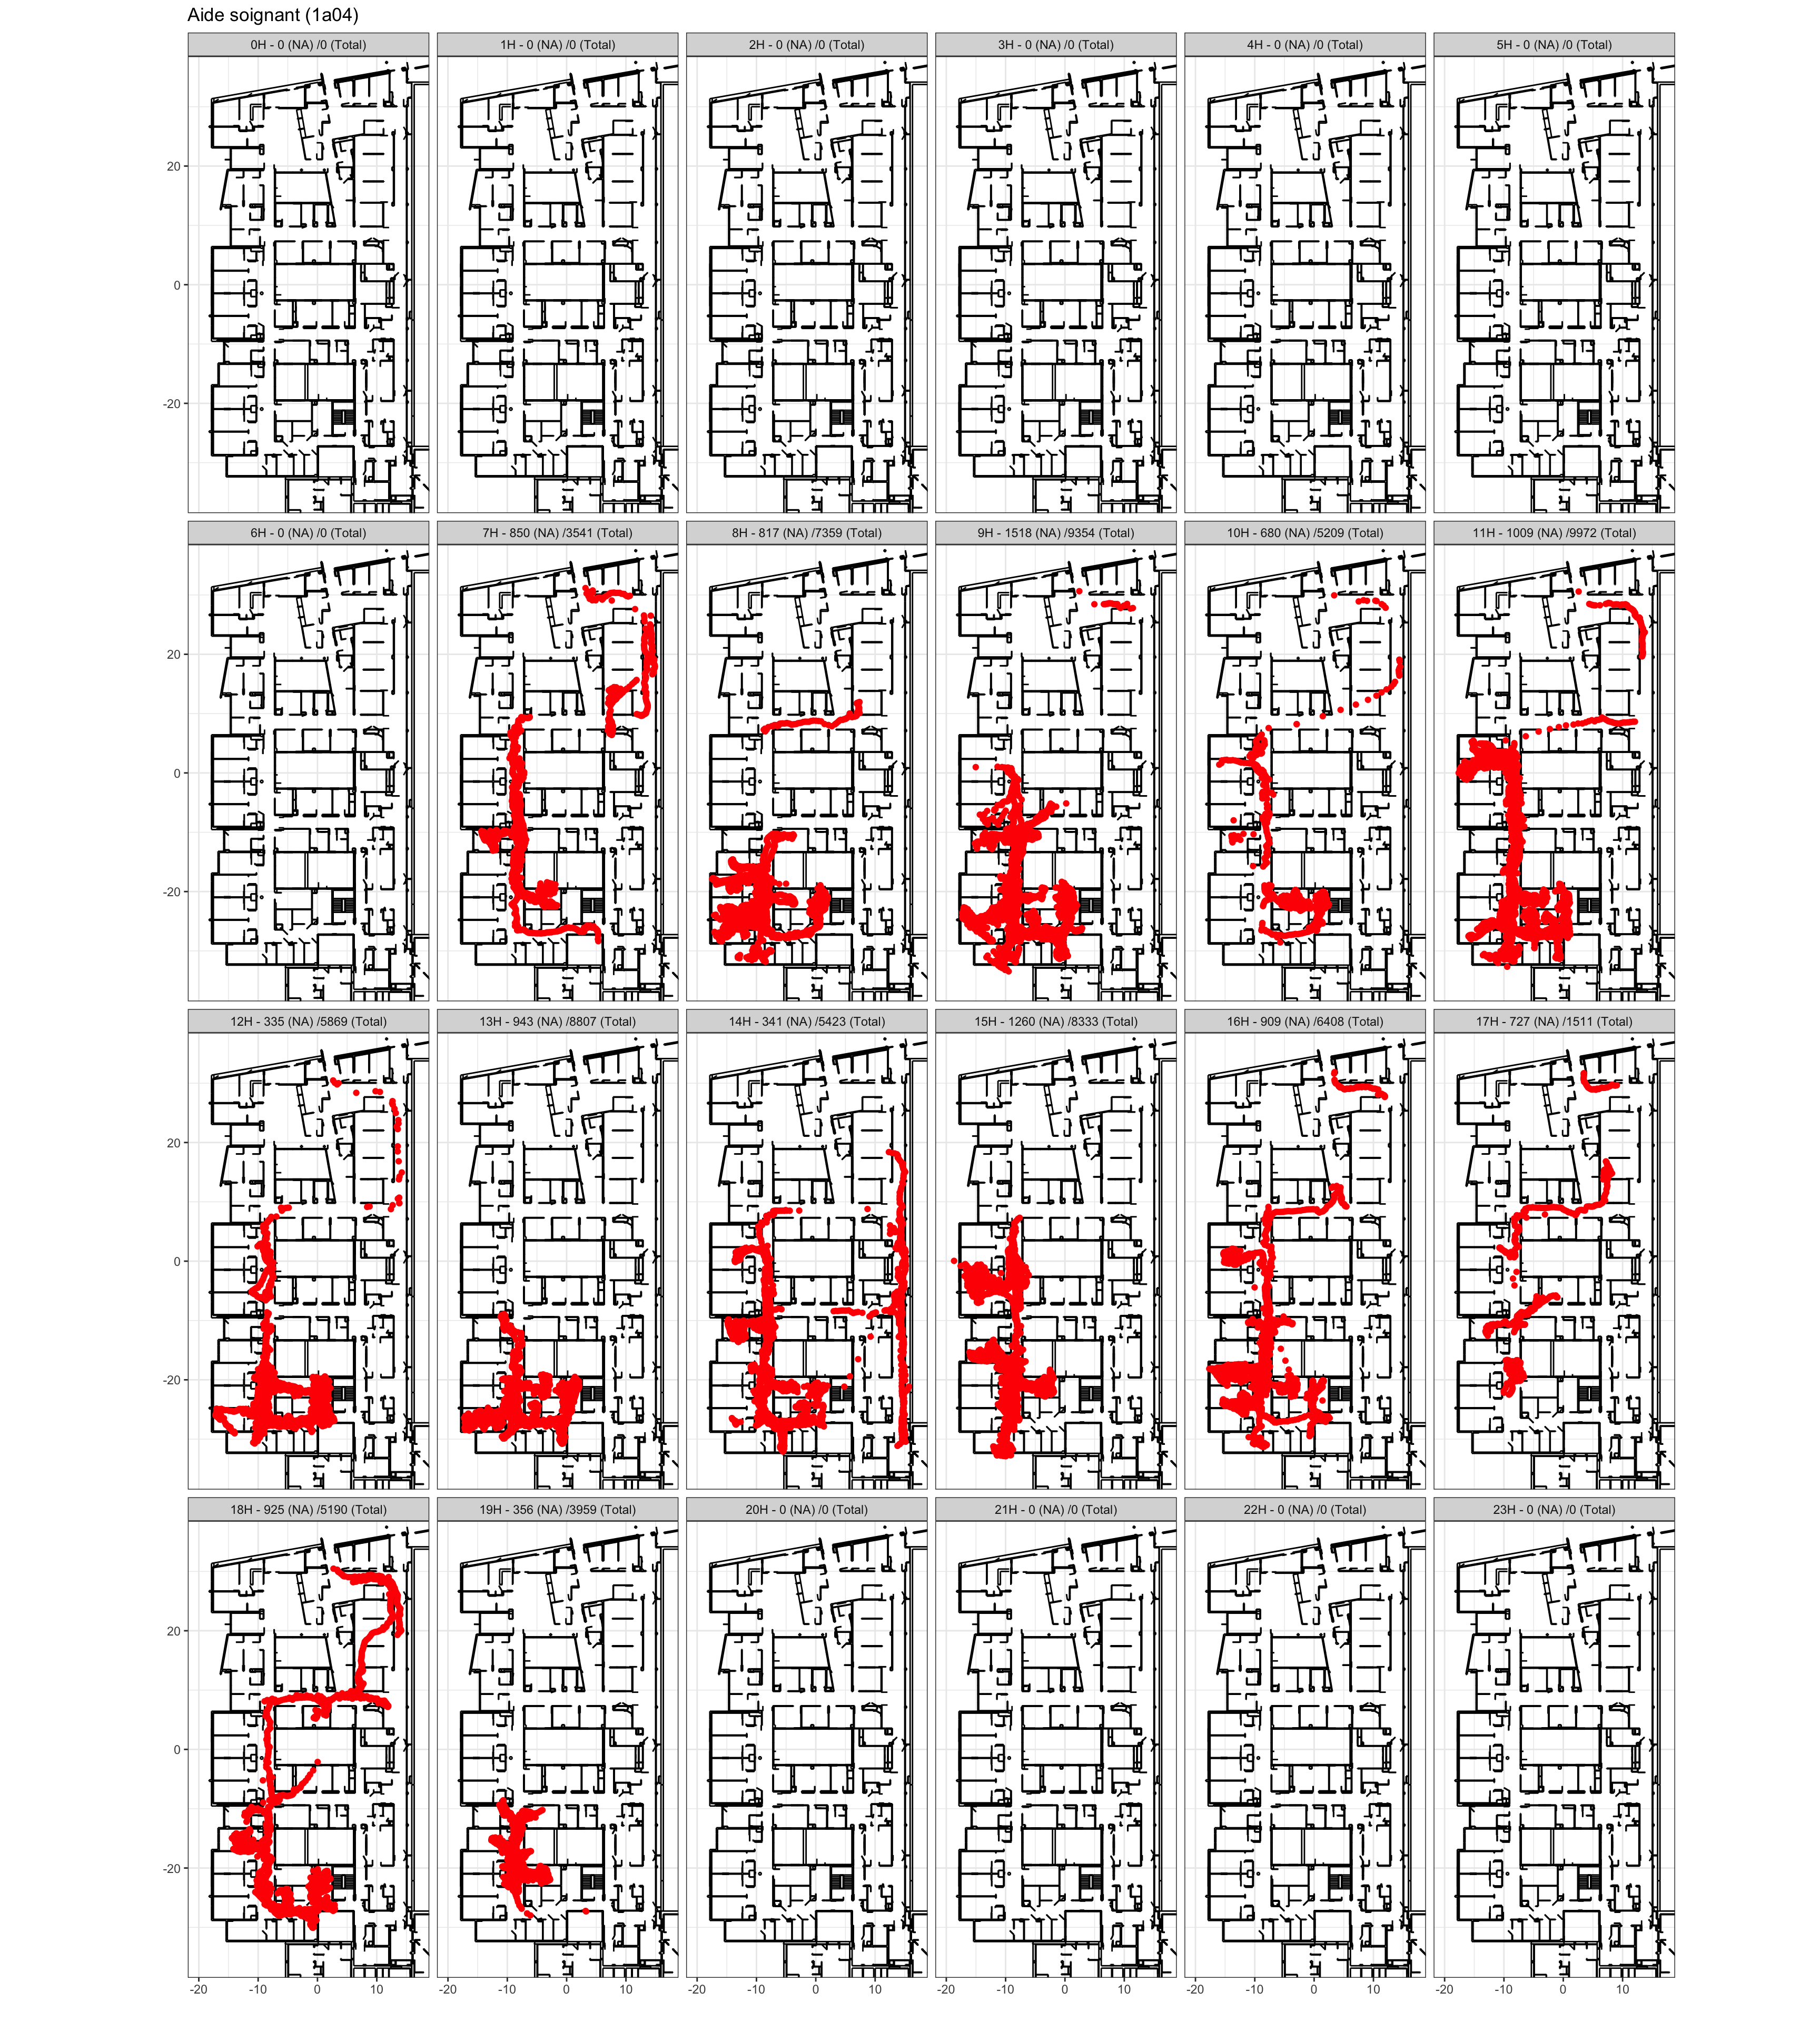 Aide soignant (1a04)
0H - 0 (NA) /0 (Total) 1H - 0 (NA) /0 (Total) 2H - 0 (NA) /0 (Total) 3H - 0 (NA) /0 (Total) 4H - 0 (NA) /0 (Total) 5H - 0 (NA) /0 (Total)
20
0
-20
6H - 0 (NA) /0 (Total) 7H - 850 (NA) /3541 (Total) 8H - 817 (NA) /7359 (Total) 9H - 1518 (NA) /9354 (Total) 10H - 680 (NA) /5209 (Total) 11H - 1009 (NA) /9972 (Total)
20
0
-20
12H - 335 (NA) /5869 (Total) 13H - 943 (NA) /8807 (Total) 14H - 341 (NA) /5423 (Total) 15H - 1260 (NA) /8333 (Total) 16H - 909 (NA) /6408 (Total) 17H - 727 (NA) /1511 (Total)
20
0
-20
18H - 925 (NA) /5190 (Total) 19H - 356 (NA) /3959 (Total) 20H - 0 (NA) /0 (Total) 21H - 0 (NA) /0 (Total) 22H - 0 (NA) /0 (Total) 23H - 0 (NA) /0 (Total)
20
0
-20
-20 -10 0 10 -20 -10 0 10 -20 -10 0 10 -20 -10 0 10 -20 -10 0 10 -20 -10 0 10